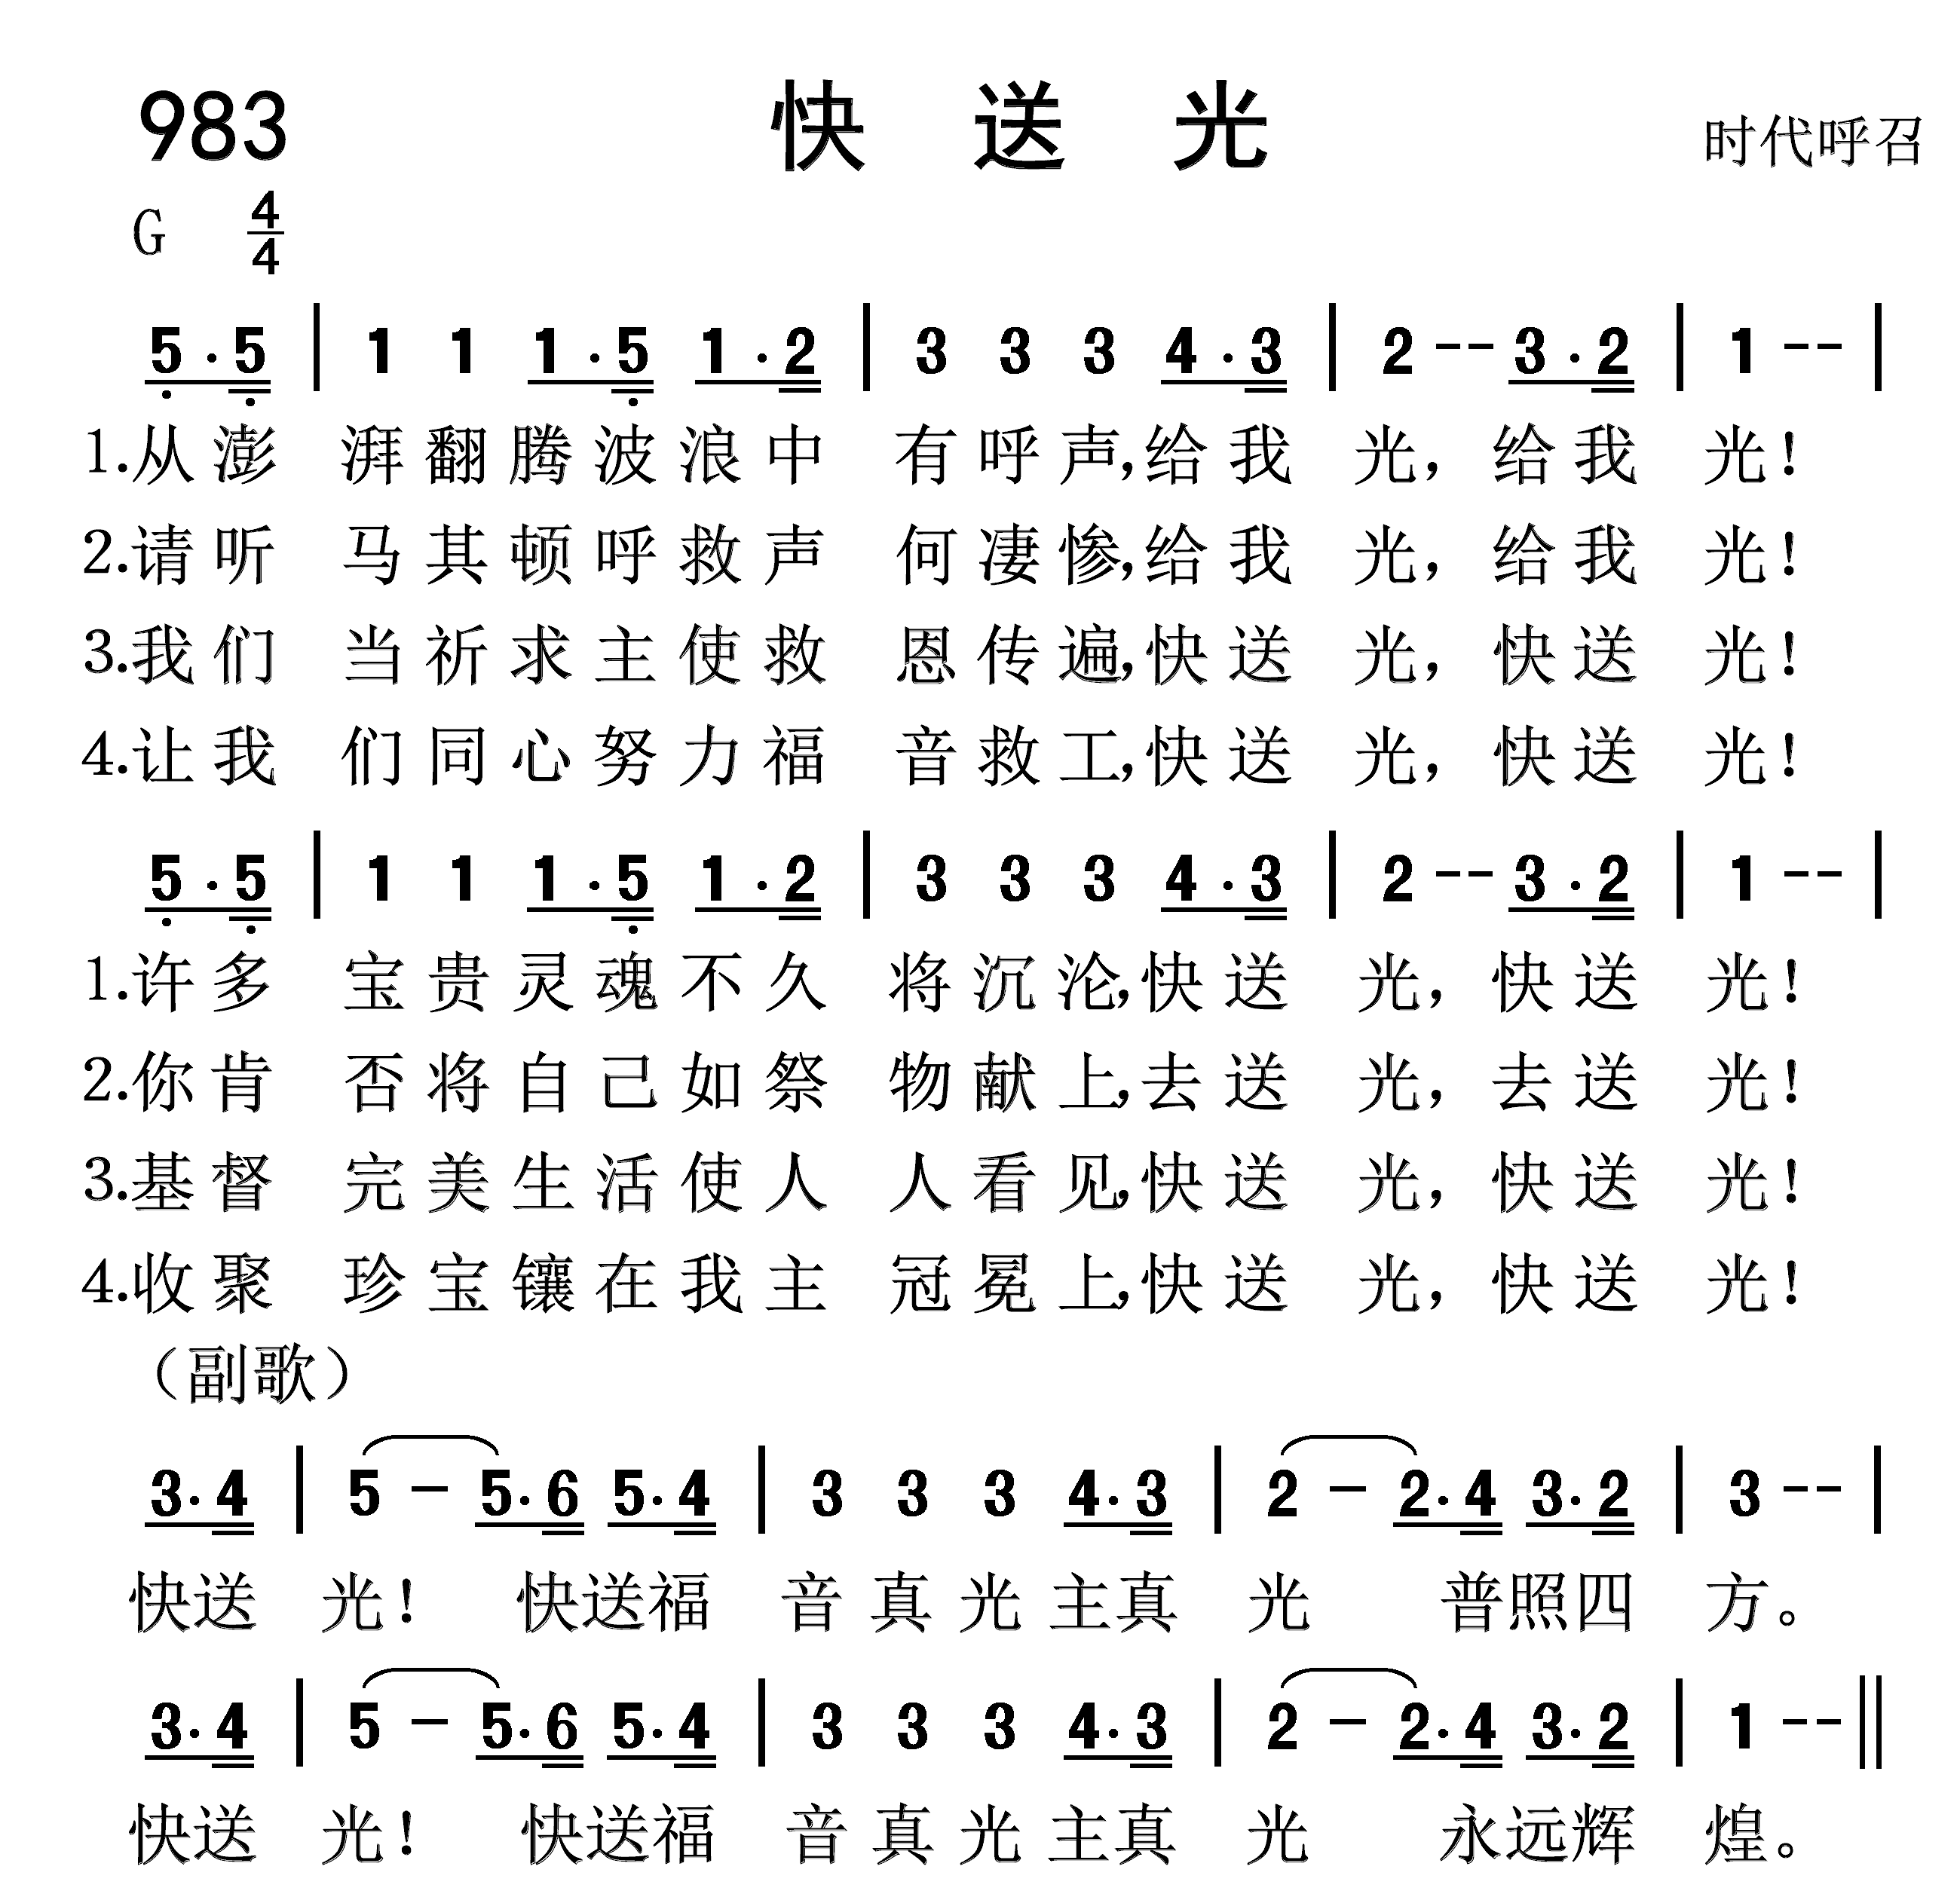 983 快 送 光 时代呼召
G 4/4
5 . 5 | 1 1 1 . 5 1 . 2 | 3 3 3 4 . 3 | 2 -- 3 . 2 | 1 -- |
1.从澎 湃翻腾波浪中 有呼声,给我 光，给我 光！
2.请听 马其顿呼救声 何凄惨,给我 光，给我 光！
3.我们 当祈求主使救 恩传遍,快送 光，快送 光！
4.让我 们同心努力福 音救工,快送 光，快送 光！
5 . 5 | 1 1 1 . 5 1 . 2 | 3 3 3 4 . 3 | 2 -- 3 . 2 | 1 -- |
1.许多 宝贵灵魂不久 将沉沦,快送 光，快送 光！
2.你肯 否将自己如祭 物献上,去送 光，去送 光！
3.基督 完美生活使人 人看见,快送 光，快送 光！
4.收聚 珍宝镶在我主 冠冕上,快送 光，快送 光！
（副歌）
3. 4 | 5 - 5. 6 5. 4 | 3 3 3 4. 3 | 2 - 2. 4 3. 2 | 3 -- |
快送 光！ 快送福 音真光主真 光 普照四 方。
3. 4 | 5 - 5. 6 5. 4 | 3 3 3 4. 3 | 2 - 2. 4 3. 2 | 1 -- ||
快送 光！ 快送福 音真光主真 光 永远辉 煌。